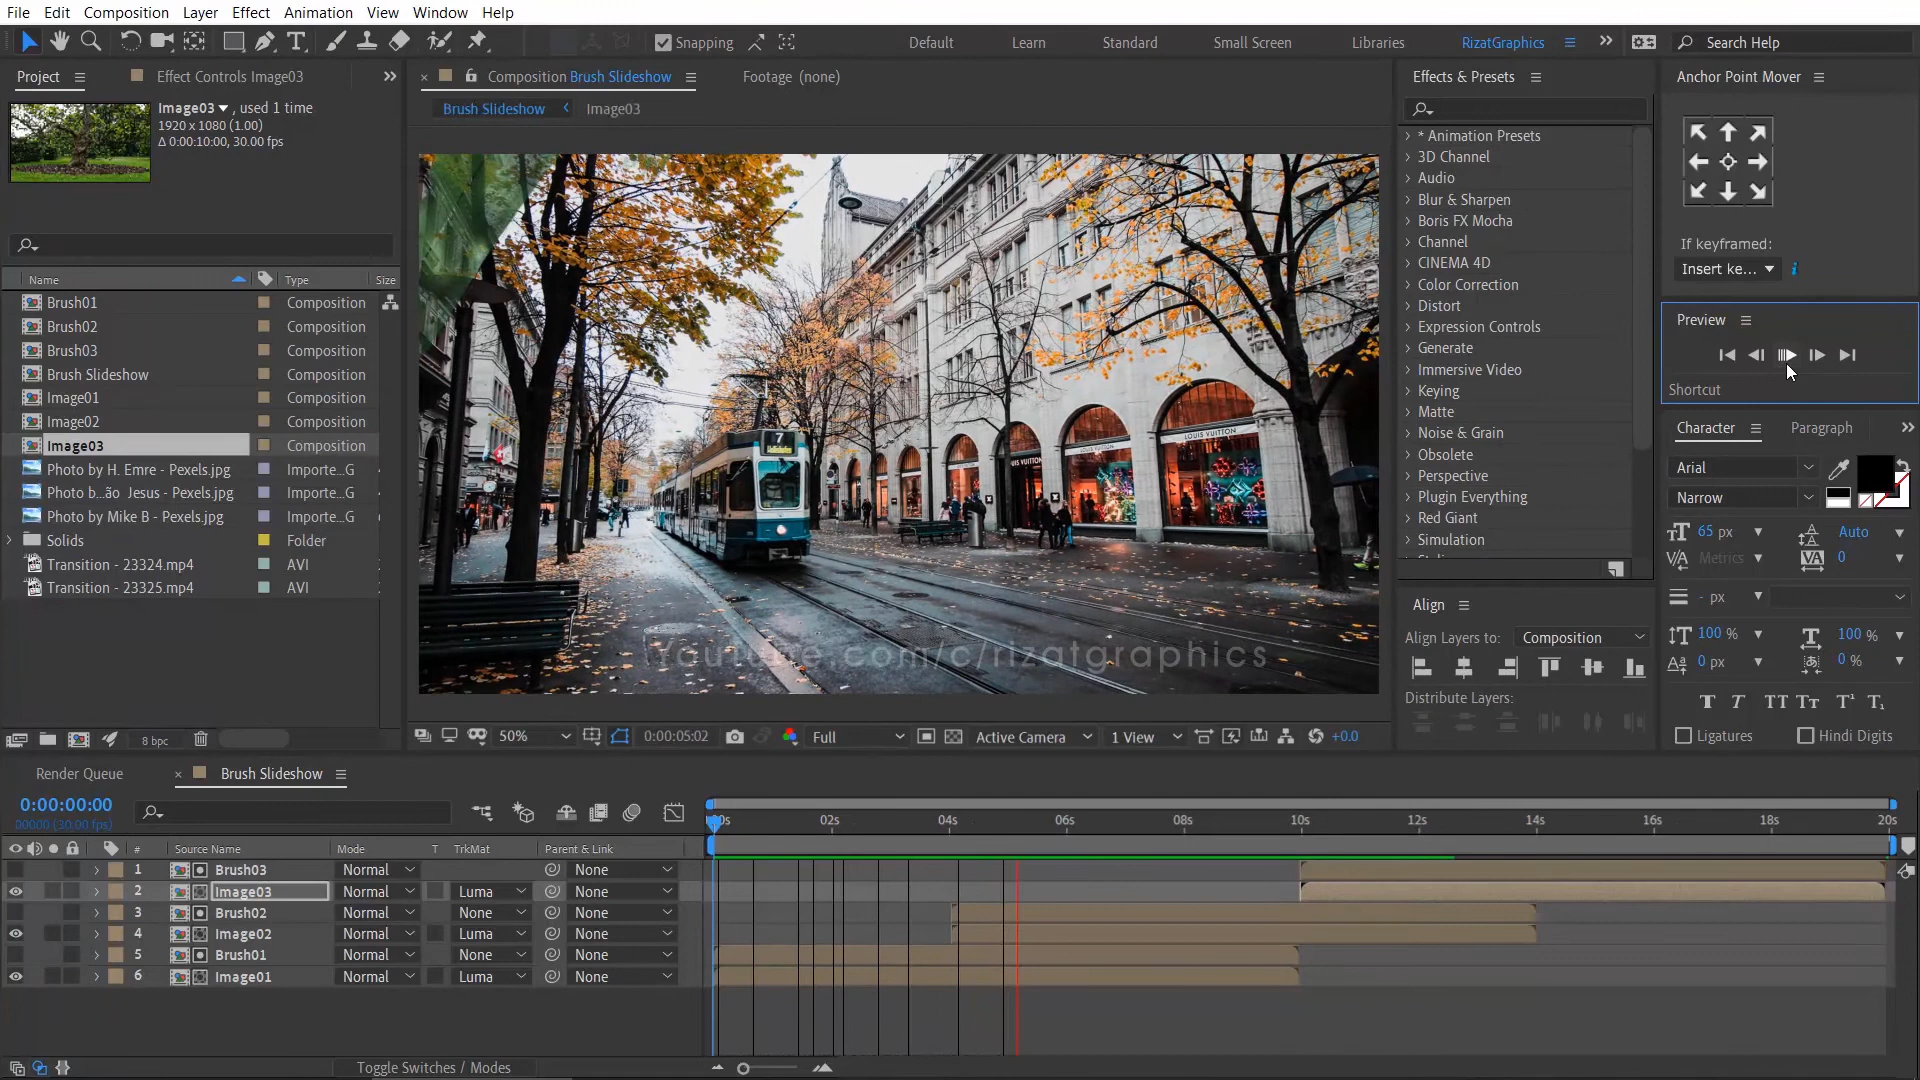 File Edit Composition Layer Effect Animation View Window Help
Snapping
Default Learn Standard Small Screen Libraries RizatGraphics
Search Help
Project
Effect Controls Image03
Image03 , used 1 time
1920 x 1080 (1.00)
Δ 0:00:10:00, 30.00 fps
Name Type Size
Brush01 Composition
Brush02 Composition
Brush03 Composition
Brush Slideshow Composition
Image01 Composition
Image02 Composition
Image03 Composition
Photo by H. Emre - Pexels.jpg Importe...G
Photo b...ão Jesus - Pexels.jpg Importe...G
Photo by Mike B - Pexels.jpg Importe...G
Solids Folder
Transition - 23324.mp4 AVI
Transition - 23325.mp4 AVI
8 bpc
Composition Brush Slideshow
Footage (none)
Brush Slideshow Image03
7
LOUIS VUITTON
LOUIS VUITTON
LOUIS VUITTON
Youtube.com/c/rizatgraphics
50% 0:00:05:02 Full Active Camera 1 View +0.0
Effects & Presets
* Animation Presets
3D Channel
Audio
Blur & Sharpen
Boris FX Mocha
Channel
CINEMA 4D
Color Correction
Distort
Expression Controls
Generate
Immersive Video
Keying
Matte
Noise & Grain
Obsolete
Perspective
Plugin Everything
Red Giant
Simulation
Align
Align Layers to: Composition
Distribute Layers:
Anchor Point Mover
If keyframed:
Insert ke...
Preview
Shortcut
Character Paragraph
Arial
Narrow
65 px Auto
Metrics 0
- px
100 % 100 %
0 px 0 %
Ligatures Hindi Digits
Render Queue Brush Slideshow
0:00:00:00
00000 (30.00 fps)
02s 04s 06s 08s 10s 12s 14s 16s 18s 20s
# Source Name Mode T TrkMat Parent & Link
1 Brush03 Normal None
2 Image03 Normal Luma None
3 Brush02 Normal None None
4 Image02 Normal Luma None
5 Brush01 Normal None None
6 Image01 Normal Luma None
Toggle Switches / Modes